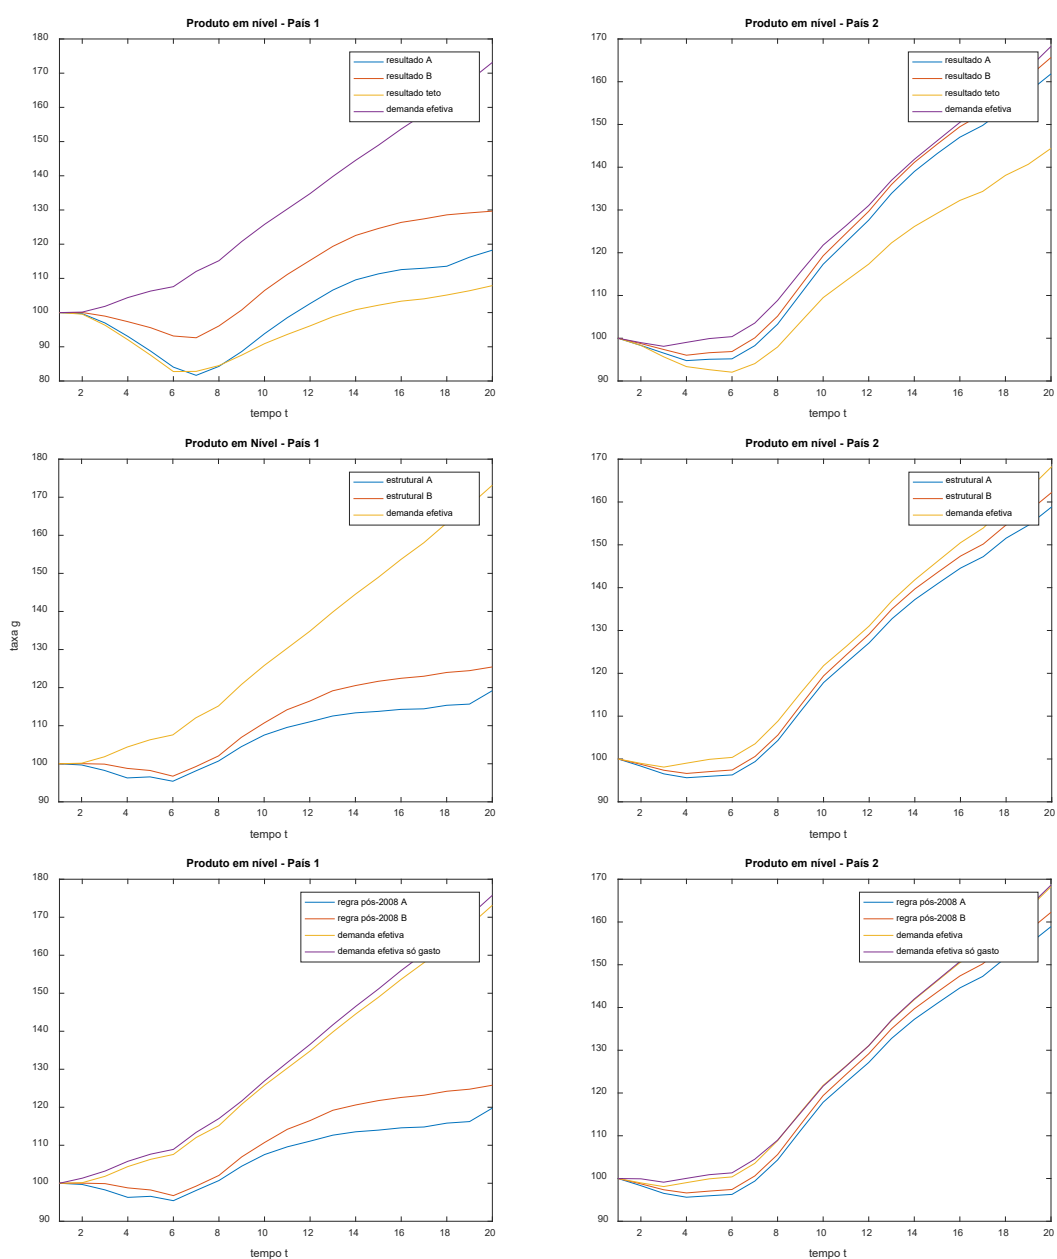 Produto em nível - País 1
180
170
160
150
140
130
120
110
100
90
80
resultado A
resultado B
resultado teto
demanda efetiva
2 4 6 8 10 12 14 16 18 20
tempo t
Produto em nível - País 2
170
160
150
140
130
120
110
100
90
resultado A
resultado B
resultado teto
demanda efetiva
2 4 6 8 10 12 14 16 18 20
tempo t
Produto em Nível - País 1
180
170
160
150
140
130
120
110
100
90
taxa g
estrutural A
estrutural B
demanda efetiva
2 4 6 8 10 12 14 16 18 20
tempo t
Produto em nível - País 2
170
160
150
140
130
120
110
100
90
estrutural A
estrutural B
demanda efetiva
2 4 6 8 10 12 14 16 18 20
tempo t
Produto em nível - País 1
180
170
160
150
140
130
120
110
100
90
regra pós-2008 A
regra pós-2008 B
demanda efetiva
demanda efetiva só gasto
2 4 6 8 10 12 14 16 18 20
tempo t
Produto em nível - País 2
170
160
150
140
130
120
110
100
90
regra pós-2008 A
regra pós-2008 B
demanda efetiva
demanda efetiva só gasto
2 4 6 8 10 12 14 16 18 20
tempo t